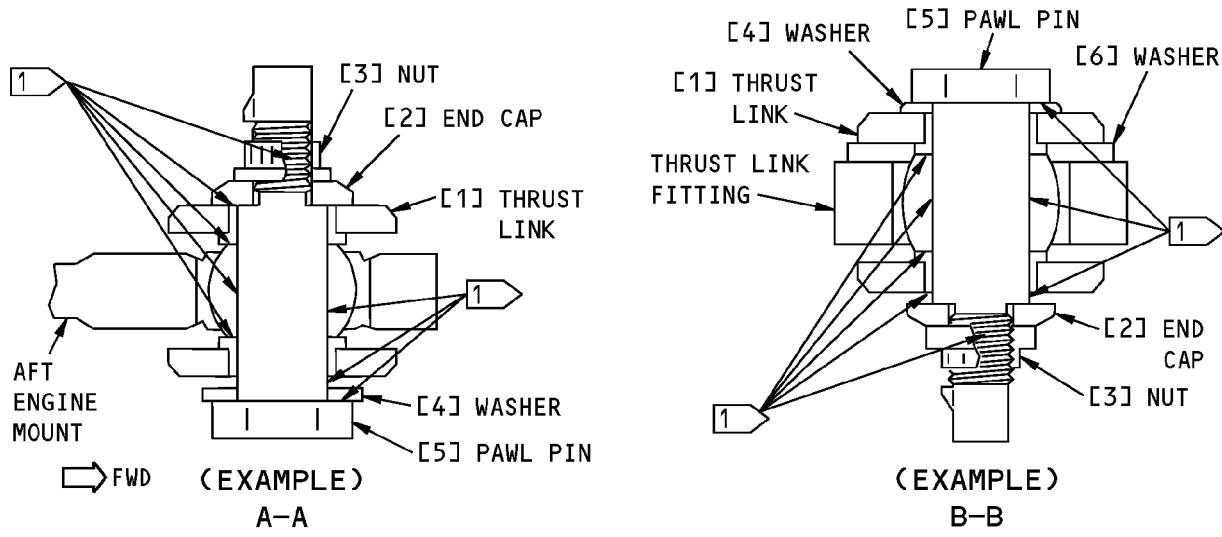 1
[3] NUT
[2] END CAP
[1] THRUST
LINK
1
AFT
ENGINE
MOUNT
[4] WASHER
[5] PAWL PIN
FWD
(EXAMPLE)
A-A
[5] PAWL PIN
[4] WASHER
[6] WASHER
[1] THRUST
LINK
THRUST LINK
FITTING
1
[2] END
CAP
[3] NUT
1
(EXAMPLE)
B-B